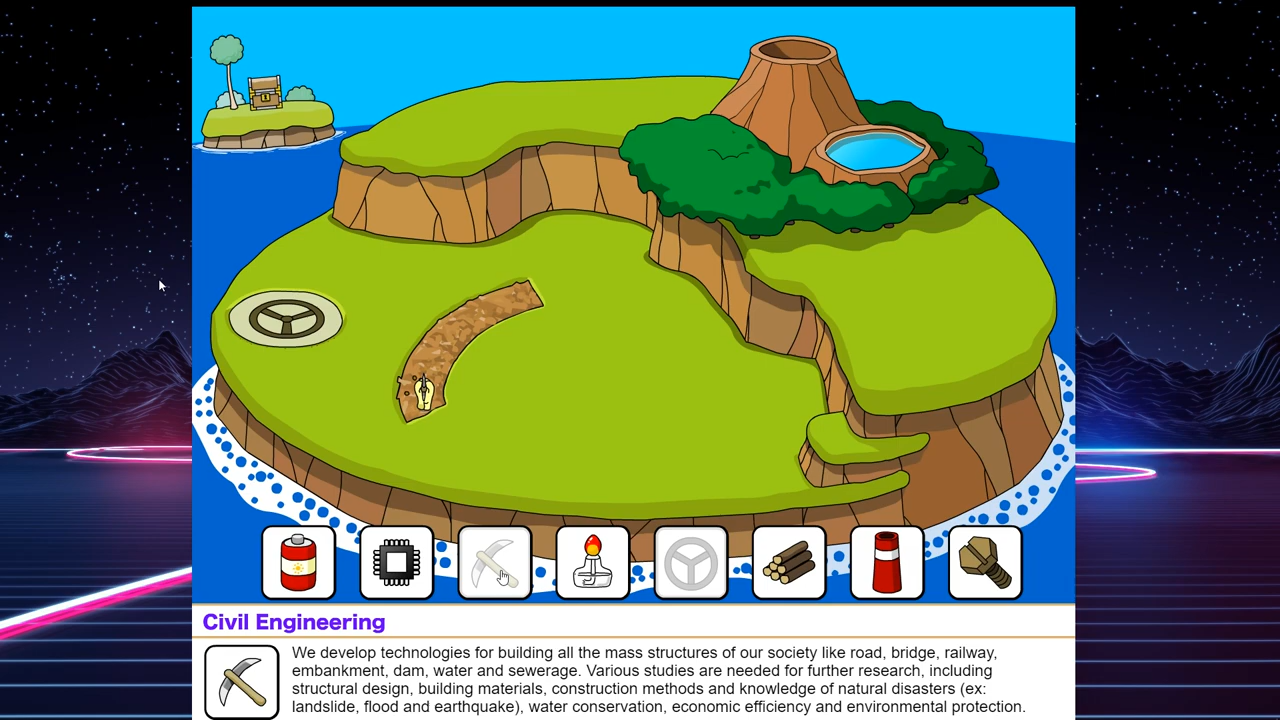 Civil Engineering
We develop technologies for building all the mass structures of our society like road, bridge, railway,
embankment, dam, water and sewerage. Various studies are needed for further research, including
structural design, building materials, construction methods and knowledge of natural disasters (ex:
landslide, flood and earthquake), water conservation, economic efficiency and environmental protection.